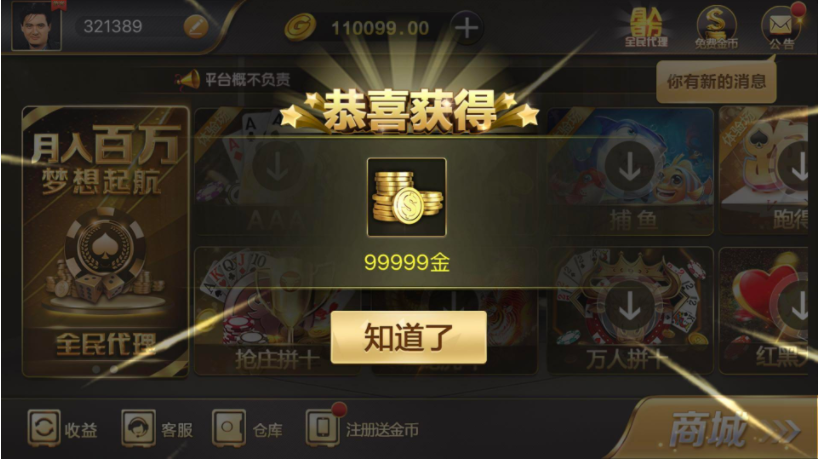 321389
110099.00
全民代理
免费金币
公告
平台概不负责
你有新的消息
恭喜获得
月入百万
梦想起航
AAA
捕鱼
跑得
99999金
知道了
全民代理
抢庄拼十
万人拼十
红黑大
收益
客服
仓库
注册送金币
商城